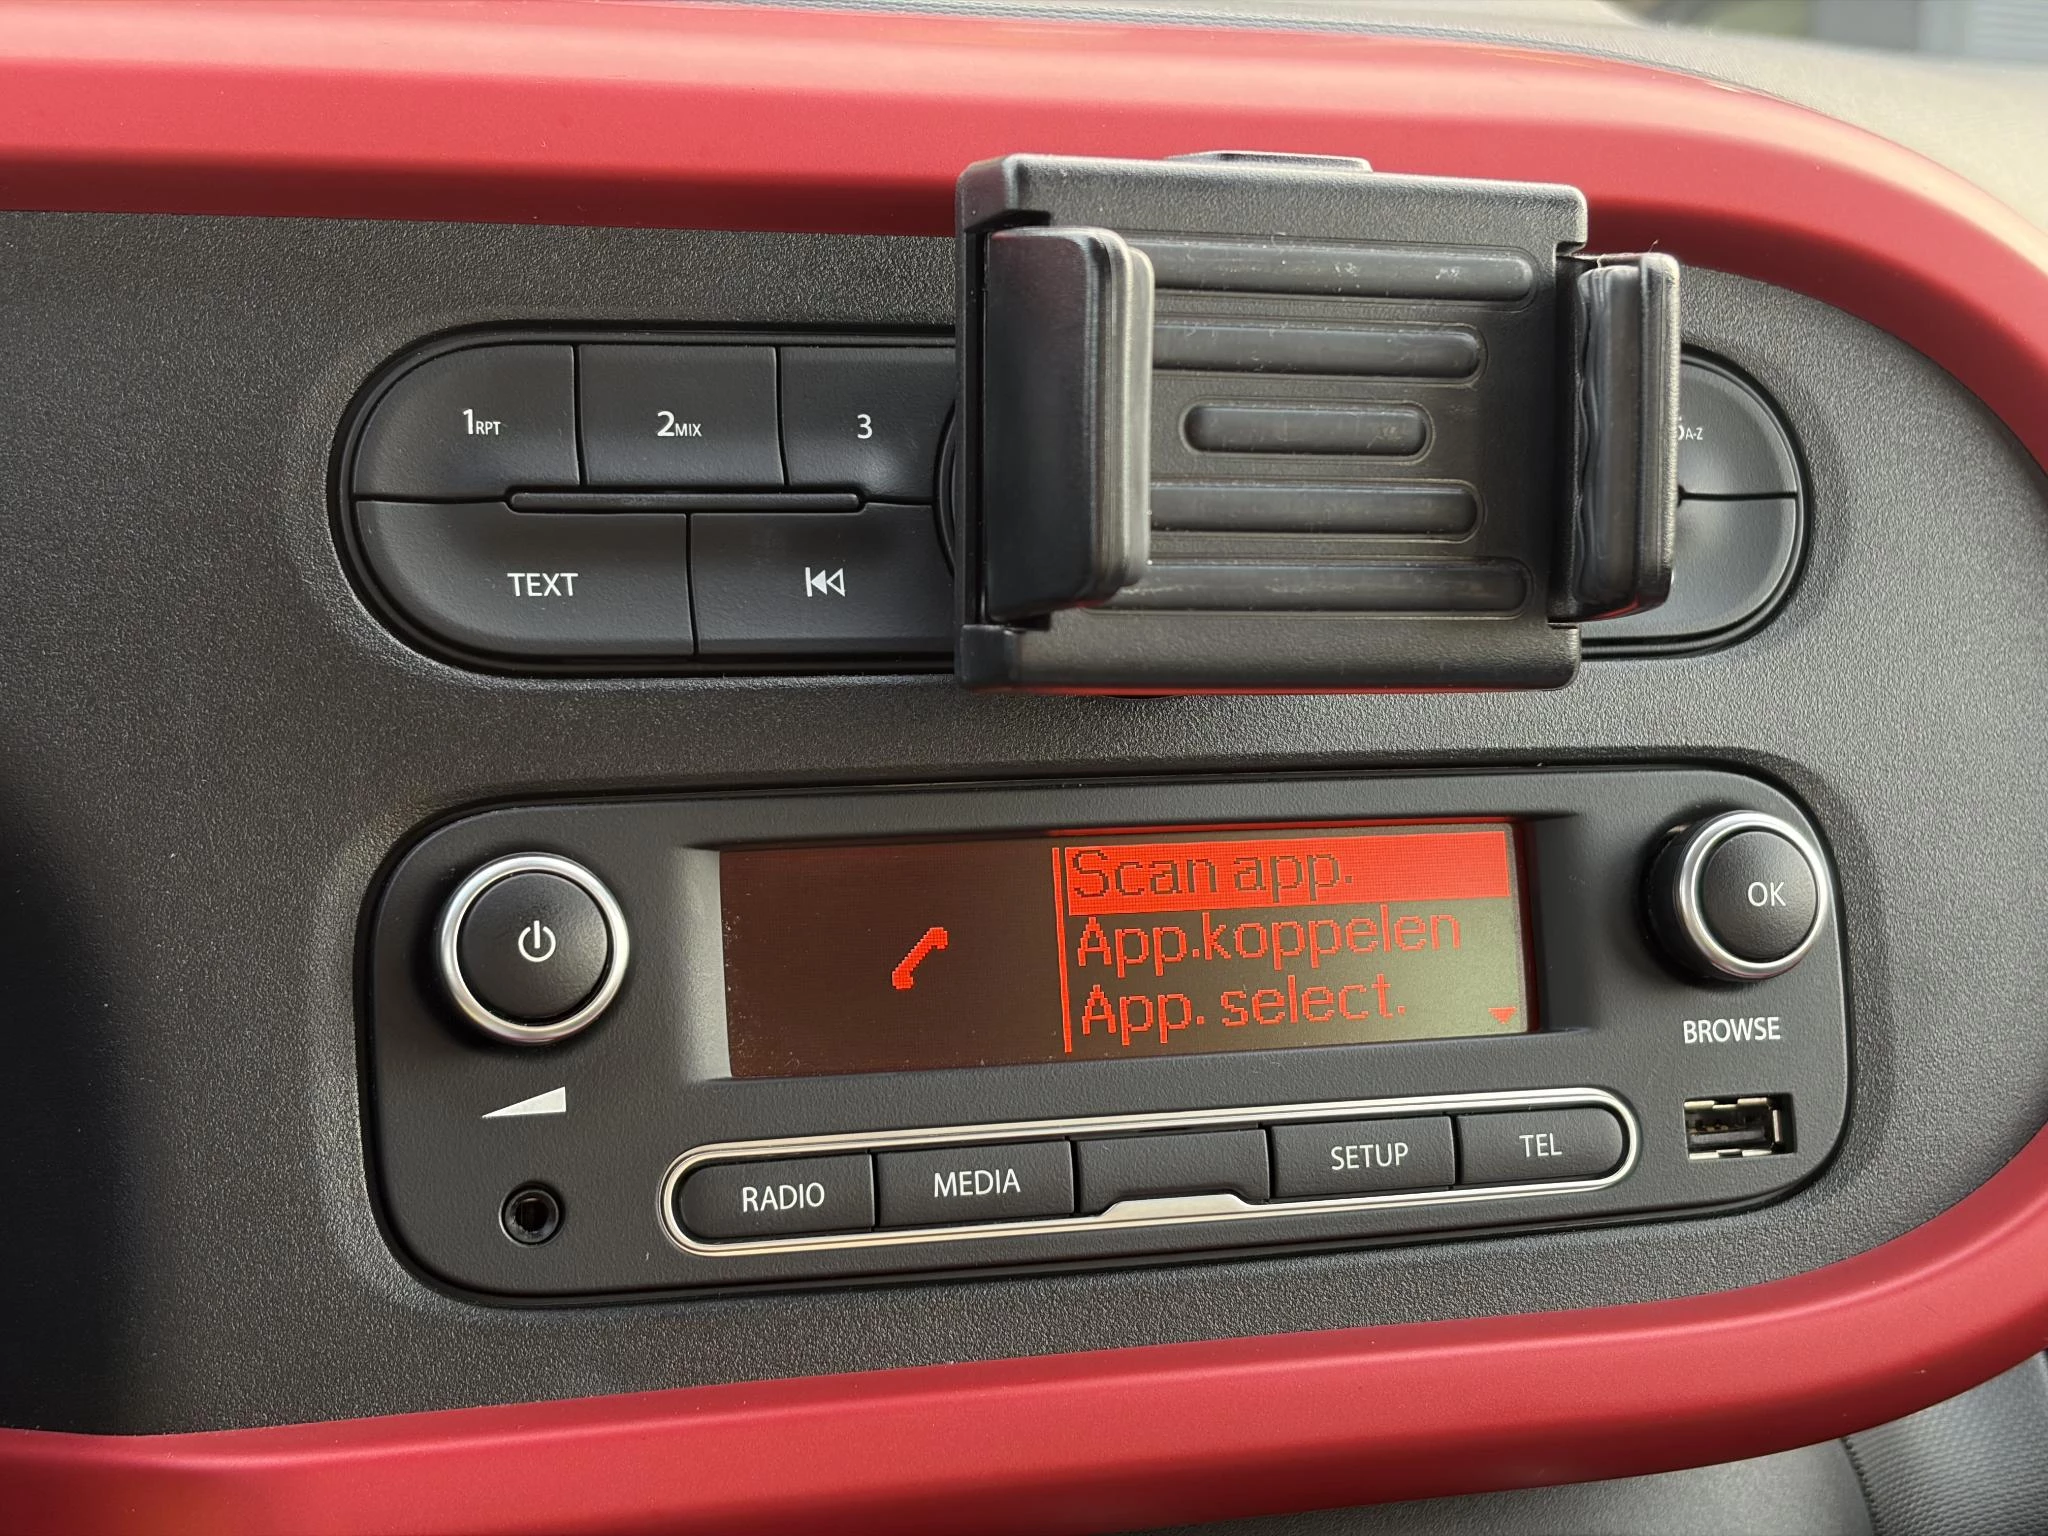 1RPT
2MIX
3
A-Z
TEXT
Scan app.
App.koppelen
App. select.
OK
BROWSE
RADIO
MEDIA
SETUP
TEL